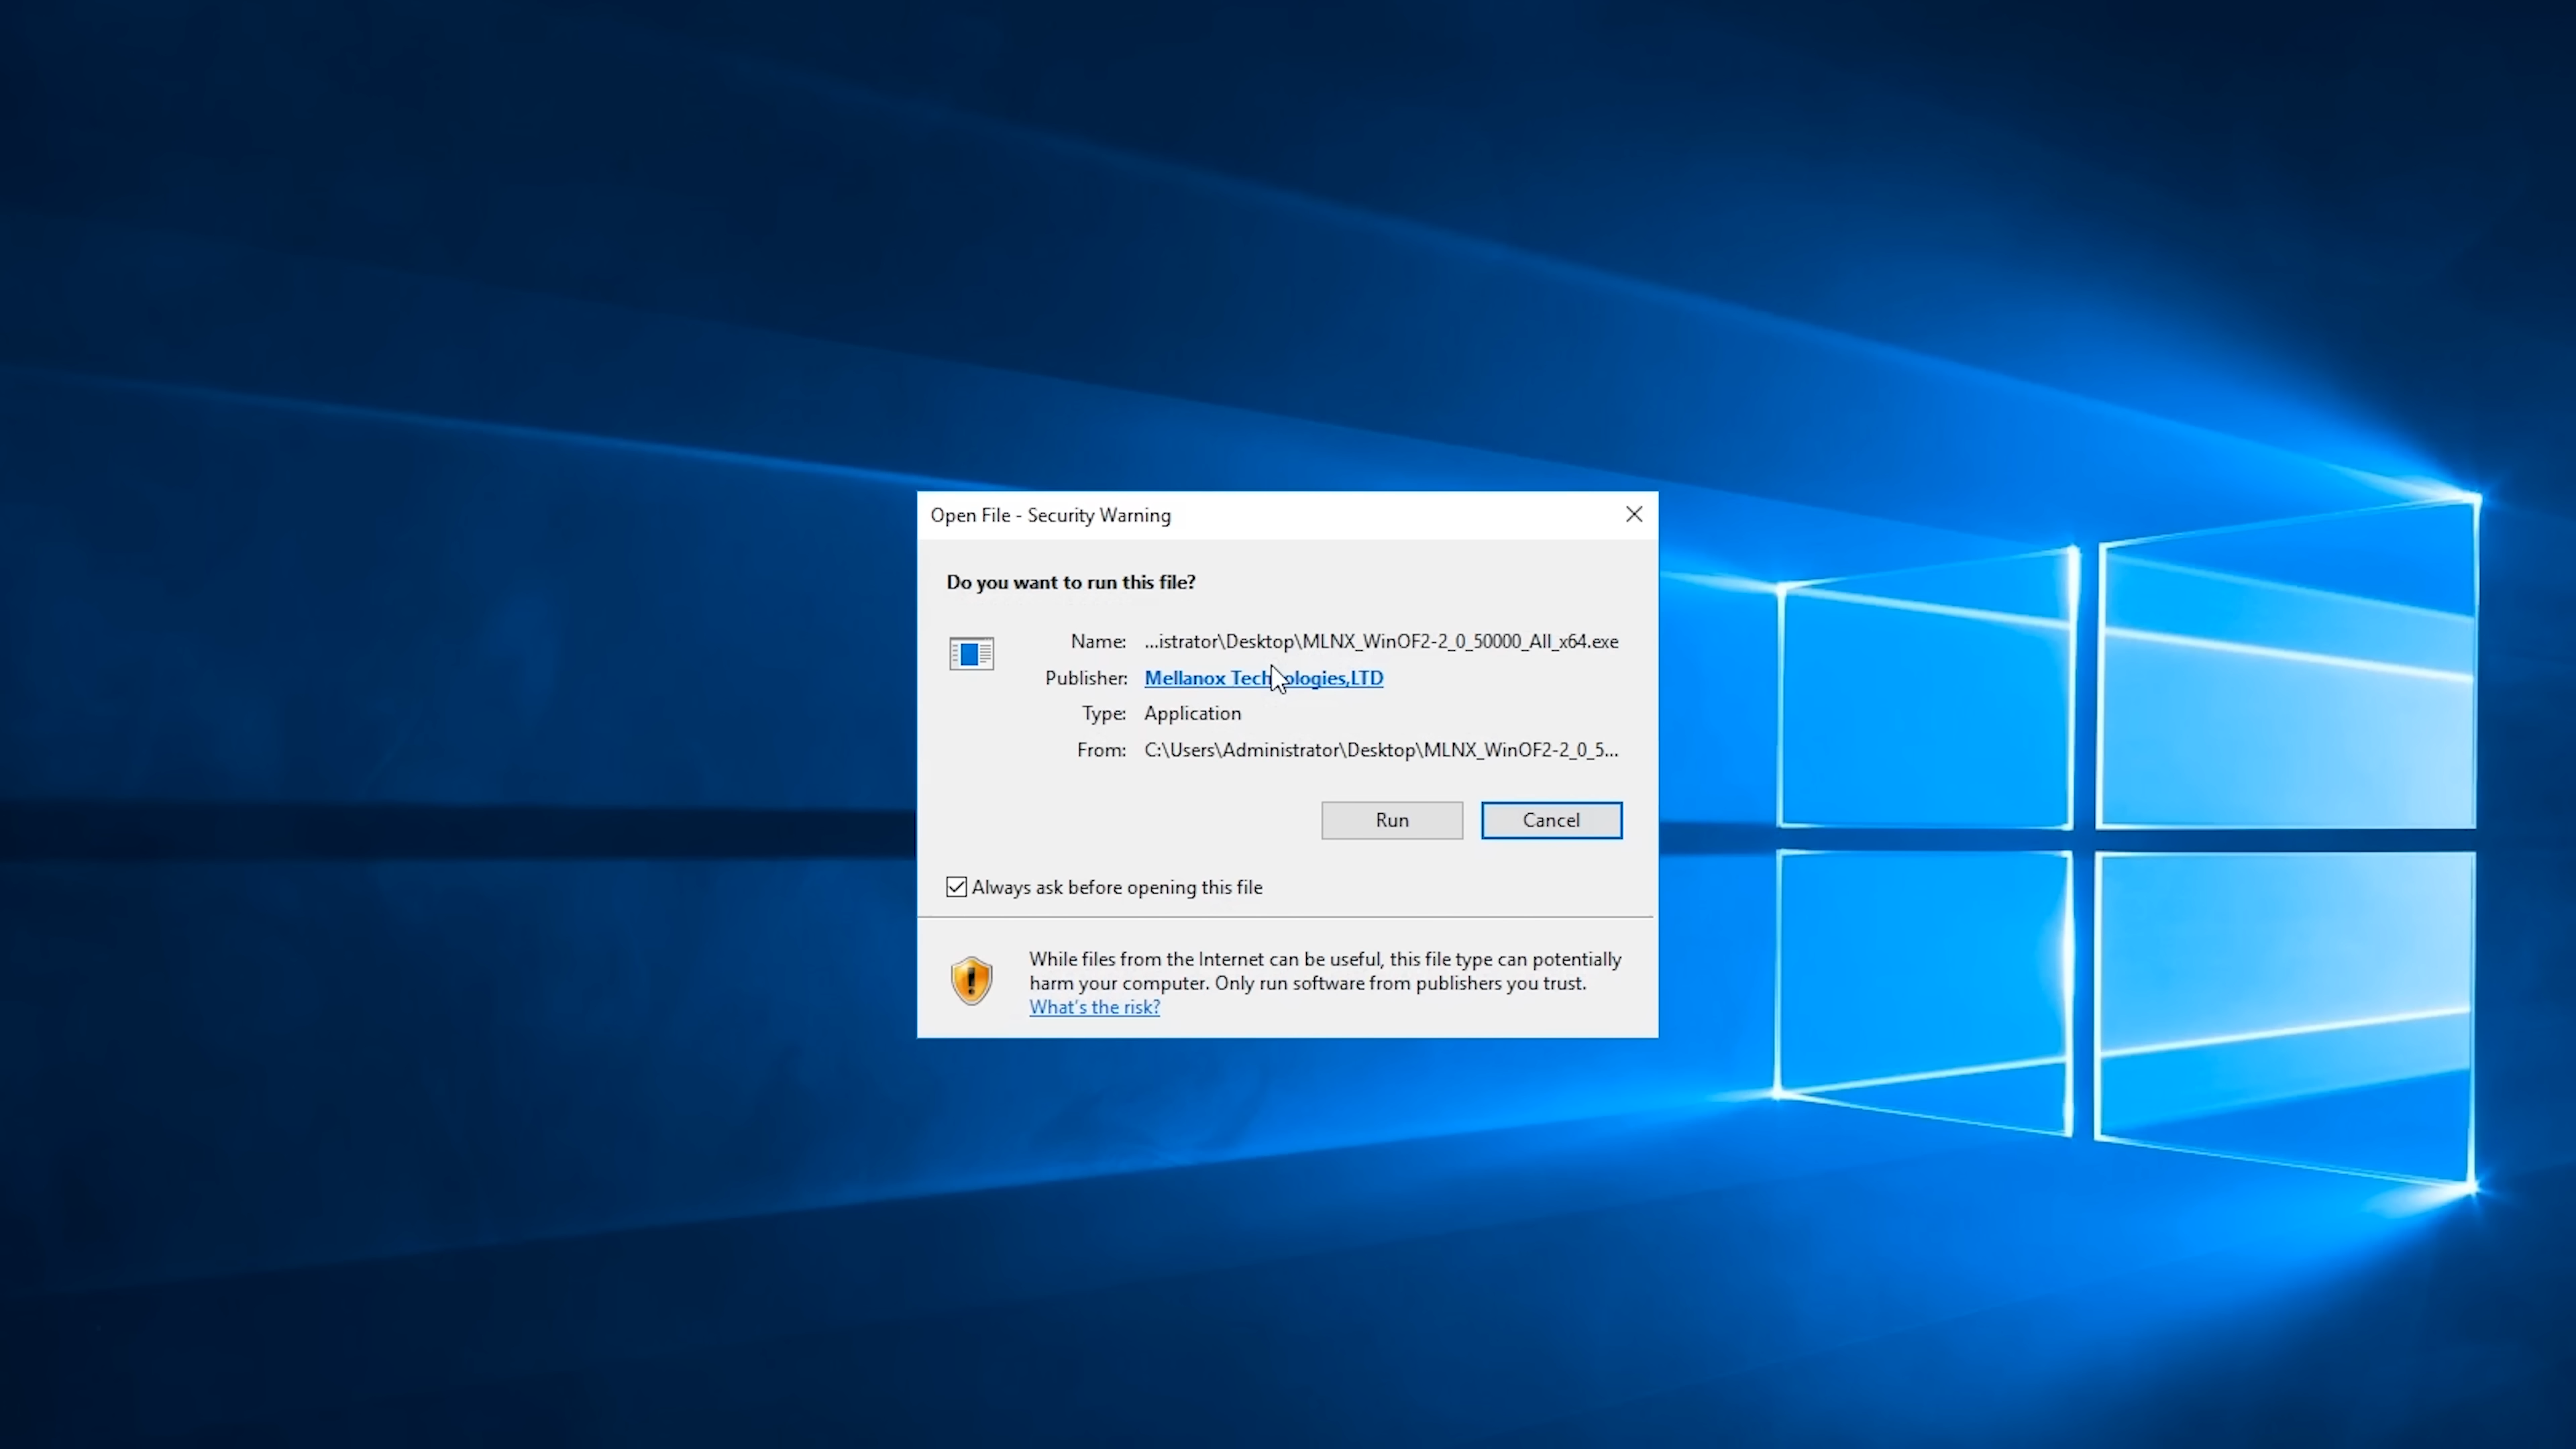 Open File - Security Warning
Do you want to run this file?
Name: ...istrator\Desktop\MLNX_WinOF2-2_0_50000_All_x64.exe
Publisher: Mellanox Technologies,LTD
Type: Application
From: C:\Users\Administrator\Desktop\MLNX_WinOF2-2_0_5...
Run Cancel
Always ask before opening this file
While files from the Internet can be useful, this file type can potentially
harm your computer. Only run software from publishers you trust.
What's the risk?